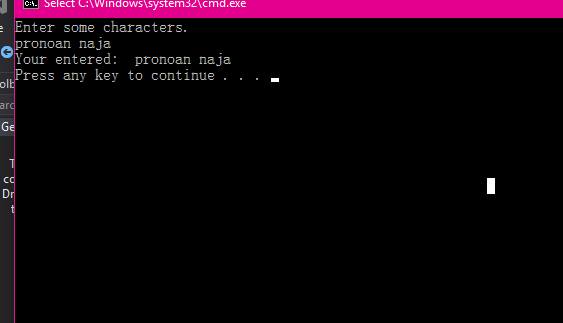 Select C:\Windows\system32\cmd.exe
Enter some characters.
pronoan naja
Your entered:  pronoan naja
Press any key to continue . . .
Ge